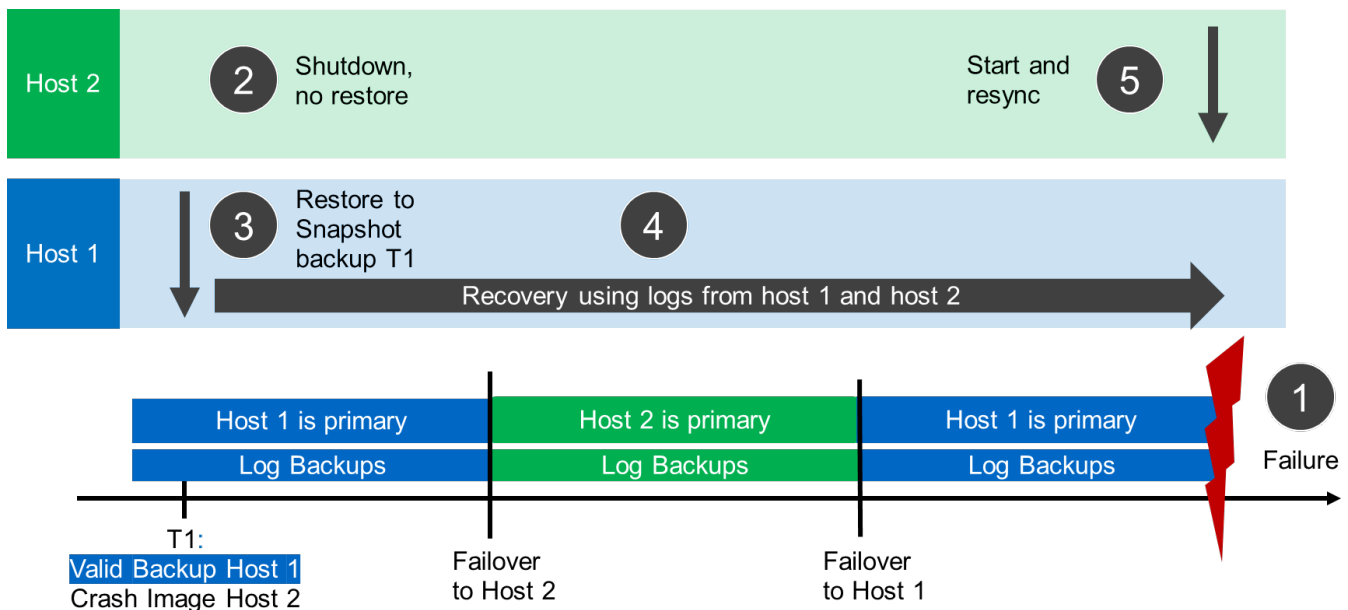 Host 2
2
Shutdown,
no restore
Start and
resync
5
Host 1
3
Restore to
Snapshot
backup T1
4
Recovery using logs from host 1 and host 2
1
Failure
Host 1 is primary
Host 2 is primary
Host 1 is primary
Log Backups
Log Backups
Log Backups
T1:
Valid Backup Host 1
Crash Image Host 2
Failover
to Host 2
Failover
to Host 1